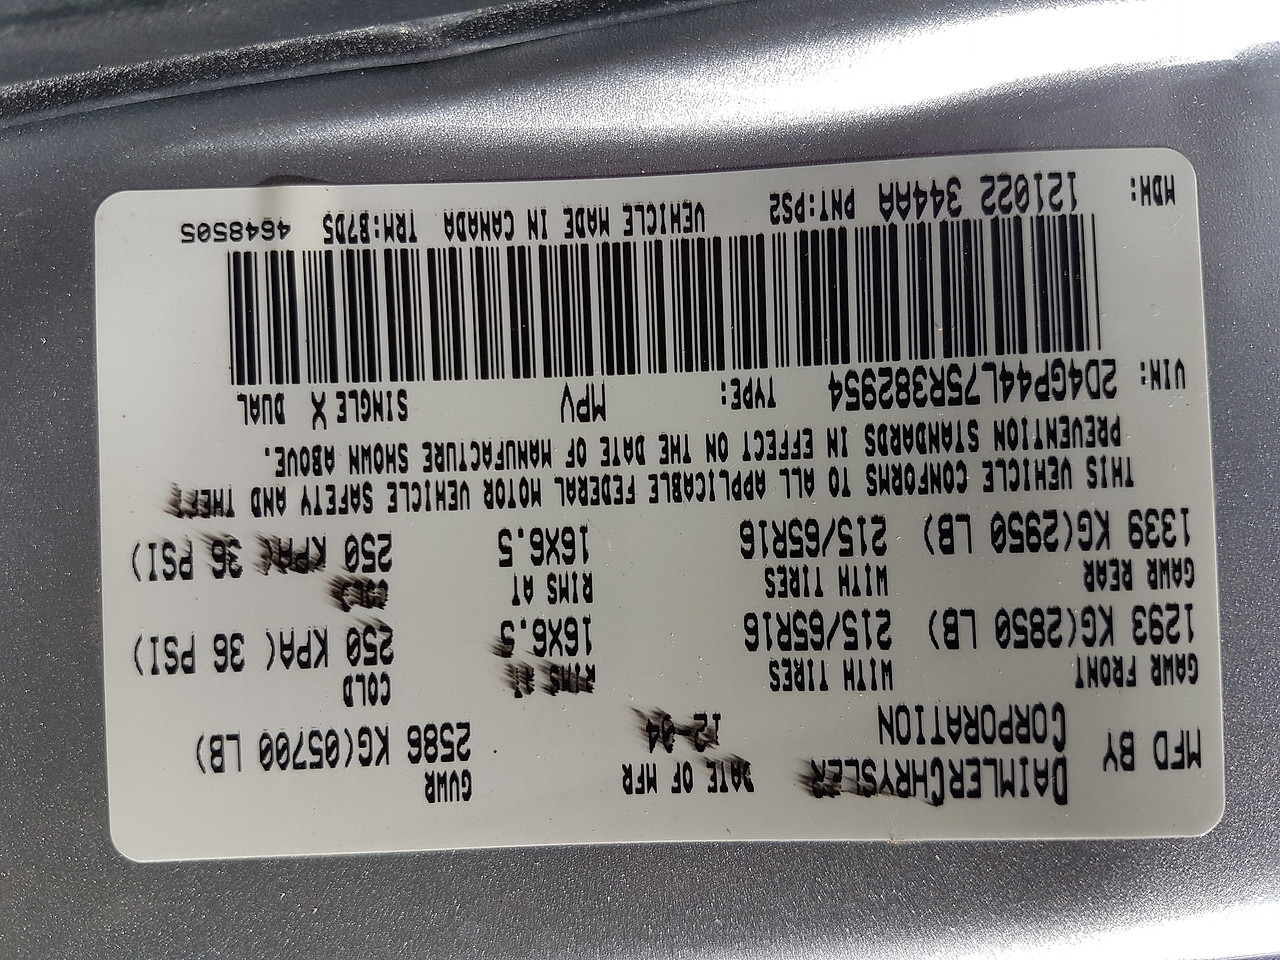 MFD BY DAIMLERCHRYSLER CORPORATION DATE OF MFR 12-04 GVWR 2586 KG(05700 LB)
GAWR FRONT WITH TIRES RIMS AT COLD
1293 KG(2850 LB) 215/65R16 16X6.5 250 KPA( 36 PSI)
GAWR REAR WITH TIRES RIMS AT COLD
1339 KG(2950 LB) 215/65R16 16X6.5 250 KPA( 36 PSI)
THIS VEHICLE CONFORMS TO ALL APPLICABLE FEDERAL MOTOR VEHICLE SAFETY AND THEFT
PREVENTION STANDARDS IN EFFECT ON THE DATE OF MANUFACTURE SHOWN ABOVE.
VIN: 2D4GP44L75R382954 TYPE: MPV SINGLE X DUAL
MDH: 121022 344AA PNT:PS2 VEHICLE MADE IN CANADA TRM:B7D5 4648505